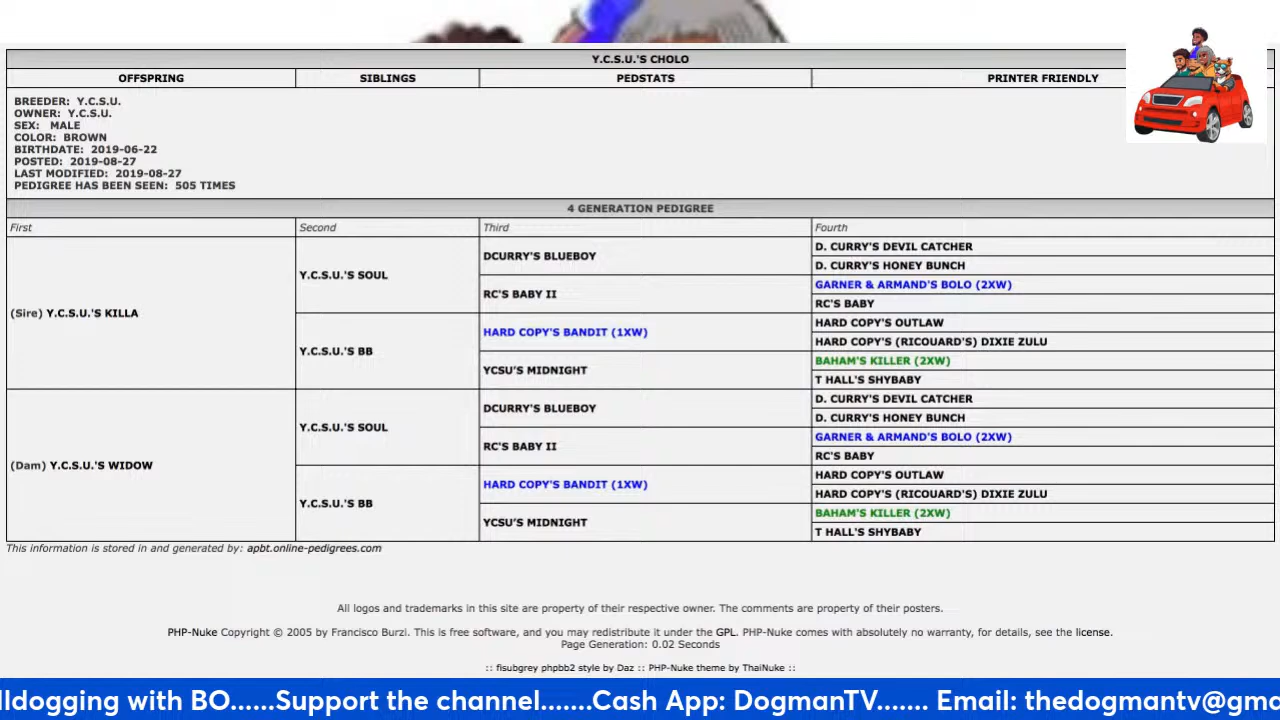 Y.C.S.U.'S CHOLO
OFFSPRING SIBLINGS PEDSTATS PRINTER FRIENDLY
BREEDER: Y.C.S.U.
OWNER: Y.C.S.U.
SEX: MALE
COLOR: BROWN
BIRTHDATE: 2019-06-22
POSTED: 2019-08-27
LAST MODIFIED: 2019-08-27
PEDIGREE HAS BEEN SEEN: 505 TIMES
4 GENERATION PEDIGREE
First Second Third Fourth
(Sire) Y.C.S.U.'S KILLA
Y.C.S.U.'S SOUL
DCURRY'S BLUEBOY
D. CURRY'S DEVIL CATCHER
D. CURRY'S HONEY BUNCH
RC'S BABY II
GARNER & ARMAND'S BOLO (2XW)
RC'S BABY
Y.C.S.U.'S BB
HARD COPY'S BANDIT (1XW)
HARD COPY'S OUTLAW
HARD COPY'S (RICOUARD'S) DIXIE ZULU
YCSU'S MIDNIGHT
BAHAM'S KILLER (2XW)
T HALL'S SHYBABY
(Dam) Y.C.S.U.'S WIDOW
Y.C.S.U.'S SOUL
DCURRY'S BLUEBOY
D. CURRY'S DEVIL CATCHER
D. CURRY'S HONEY BUNCH
RC'S BABY II
GARNER & ARMAND'S BOLO (2XW)
RC'S BABY
Y.C.S.U.'S BB
HARD COPY'S BANDIT (1XW)
HARD COPY'S OUTLAW
HARD COPY'S (RICOUARD'S) DIXIE ZULU
YCSU'S MIDNIGHT
BAHAM'S KILLER (2XW)
T HALL'S SHYBABY
This information is stored in and generated by: apbt.online-pedigrees.com
All logos and trademarks in this site are property of their respective owner. The comments are property of their posters.
PHP-Nuke Copyright © 2005 by Francisco Burzi. This is free software, and you may redistribute it under the GPL. PHP-Nuke comes with absolutely no warranty, for details, see the license.
Page Generation: 0.02 Seconds
:: fisubgrey phpbb2 style by Daz :: PHP-Nuke theme by ThaiNuke ::
lldogging with BO......Support the channel.......Cash App: DogmanTV....... Email: thedogmantv@gma